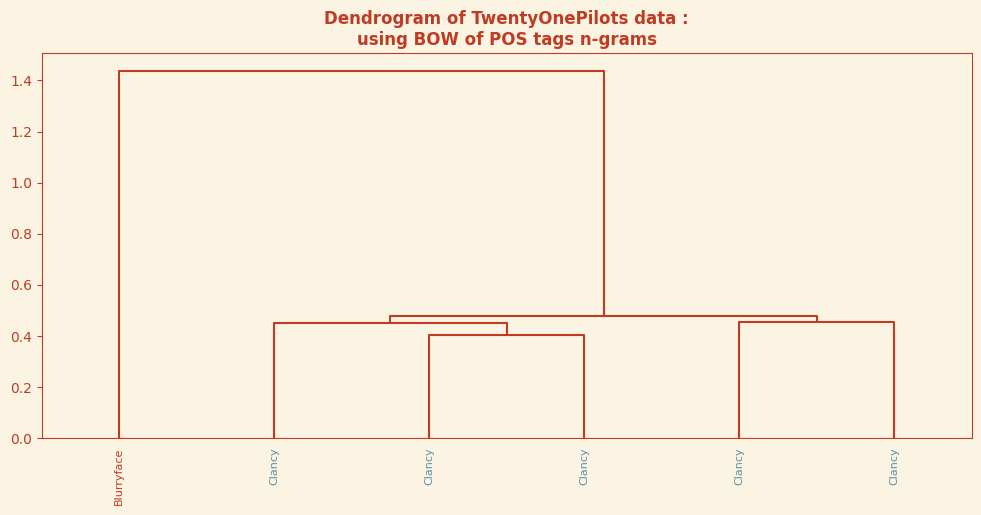 Dendrogram of TwentyOnePilots data :
using BOW of POS tags n-grams
1.4
1.2
1.0
0.8
0.6
0.4
0.2
0.0
Blurryface
Clancy
Clancy
Clancy
Clancy
Clancy